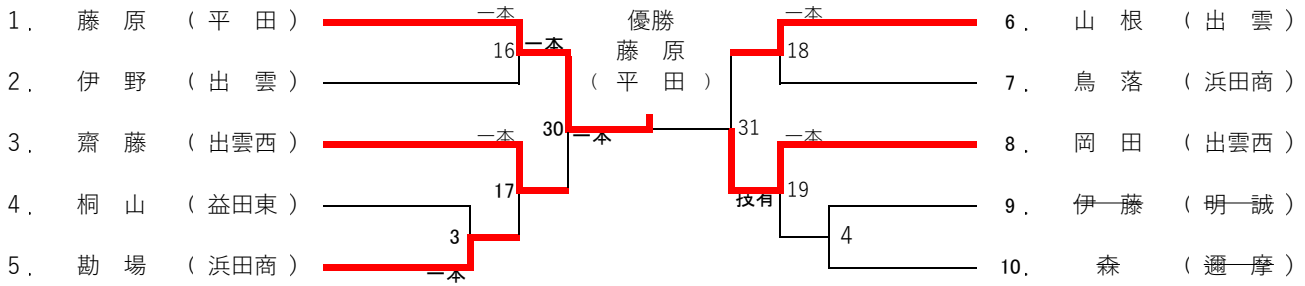 1. 藤 原 ( 平 田 ) 一本 優勝 一本 6. 山 根 ( 出 雲 )
16 一本 藤 原 18
2. 伊 野 ( 出 雲 ) ( 平 田 ) 7. 鳥 落 ( 浜田商 )
30 一本 31
3. 齋 藤 ( 出雲西 ) 一本 一本 8. 岡 田 ( 出雲西 )
17 技有 19
4. 桐 山 ( 益田東 ) 9. 伊 藤 ( 明 誠 )
3 4
5. 勘 場 ( 浜田商 ) 一本 10. 森 ( 邇 摩 )